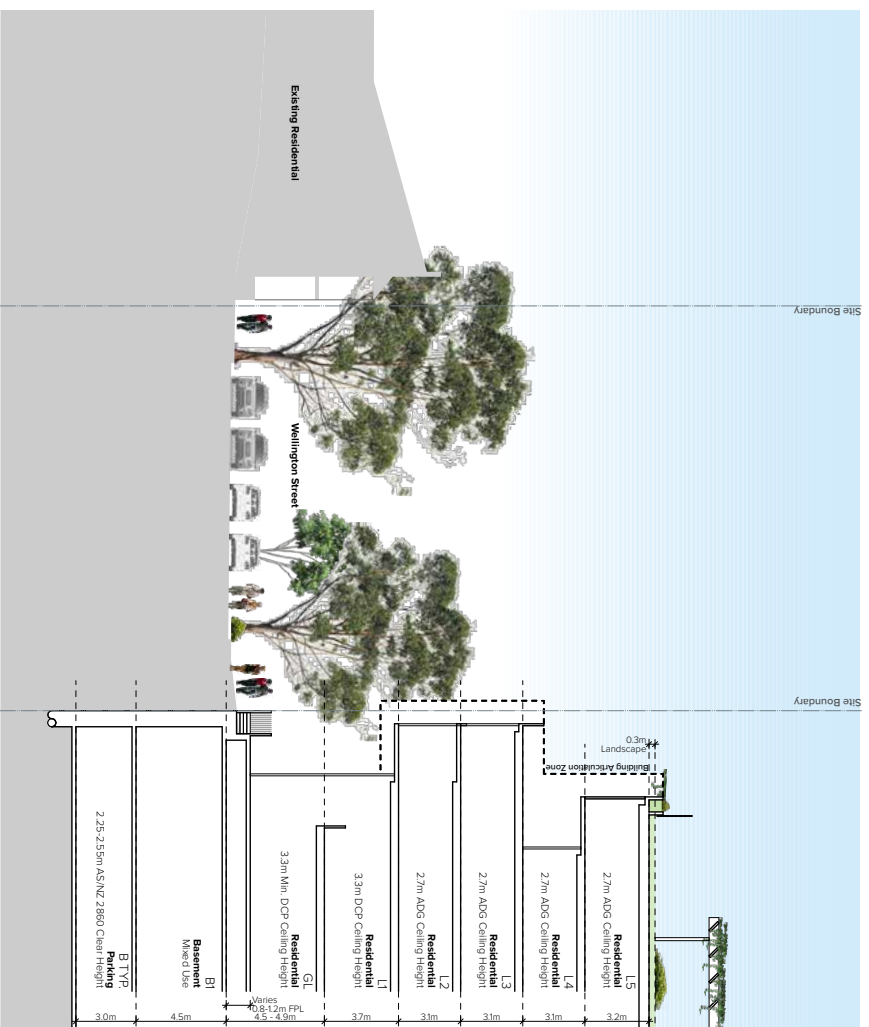 Existing Residential
Site Boundary
Wellington Street
Site Boundary
0.3m
Landscape
Building Articulation Zone
L5
Residential
2.7m ADG Ceiling Height
3.2m
L4
Residential
2.7m ADG Ceiling Height
3.1m
L3
Residential
2.7m ADG Ceiling Height
3.1m
L2
Residential
2.7m ADG Ceiling Height
3.1m
L1
Residential
3.3m DCP Ceiling Height
3.7m
GL
Residential
3.3m Min. DCP Ceiling Height
4.5 - 4.9m
Varies
0.8-1.2m FPL
B1
Basement
Mixed Use
4.5m
B TYP.
Parking
2.25-2.55m AS/NZ 2860 Clear Height
3.0m